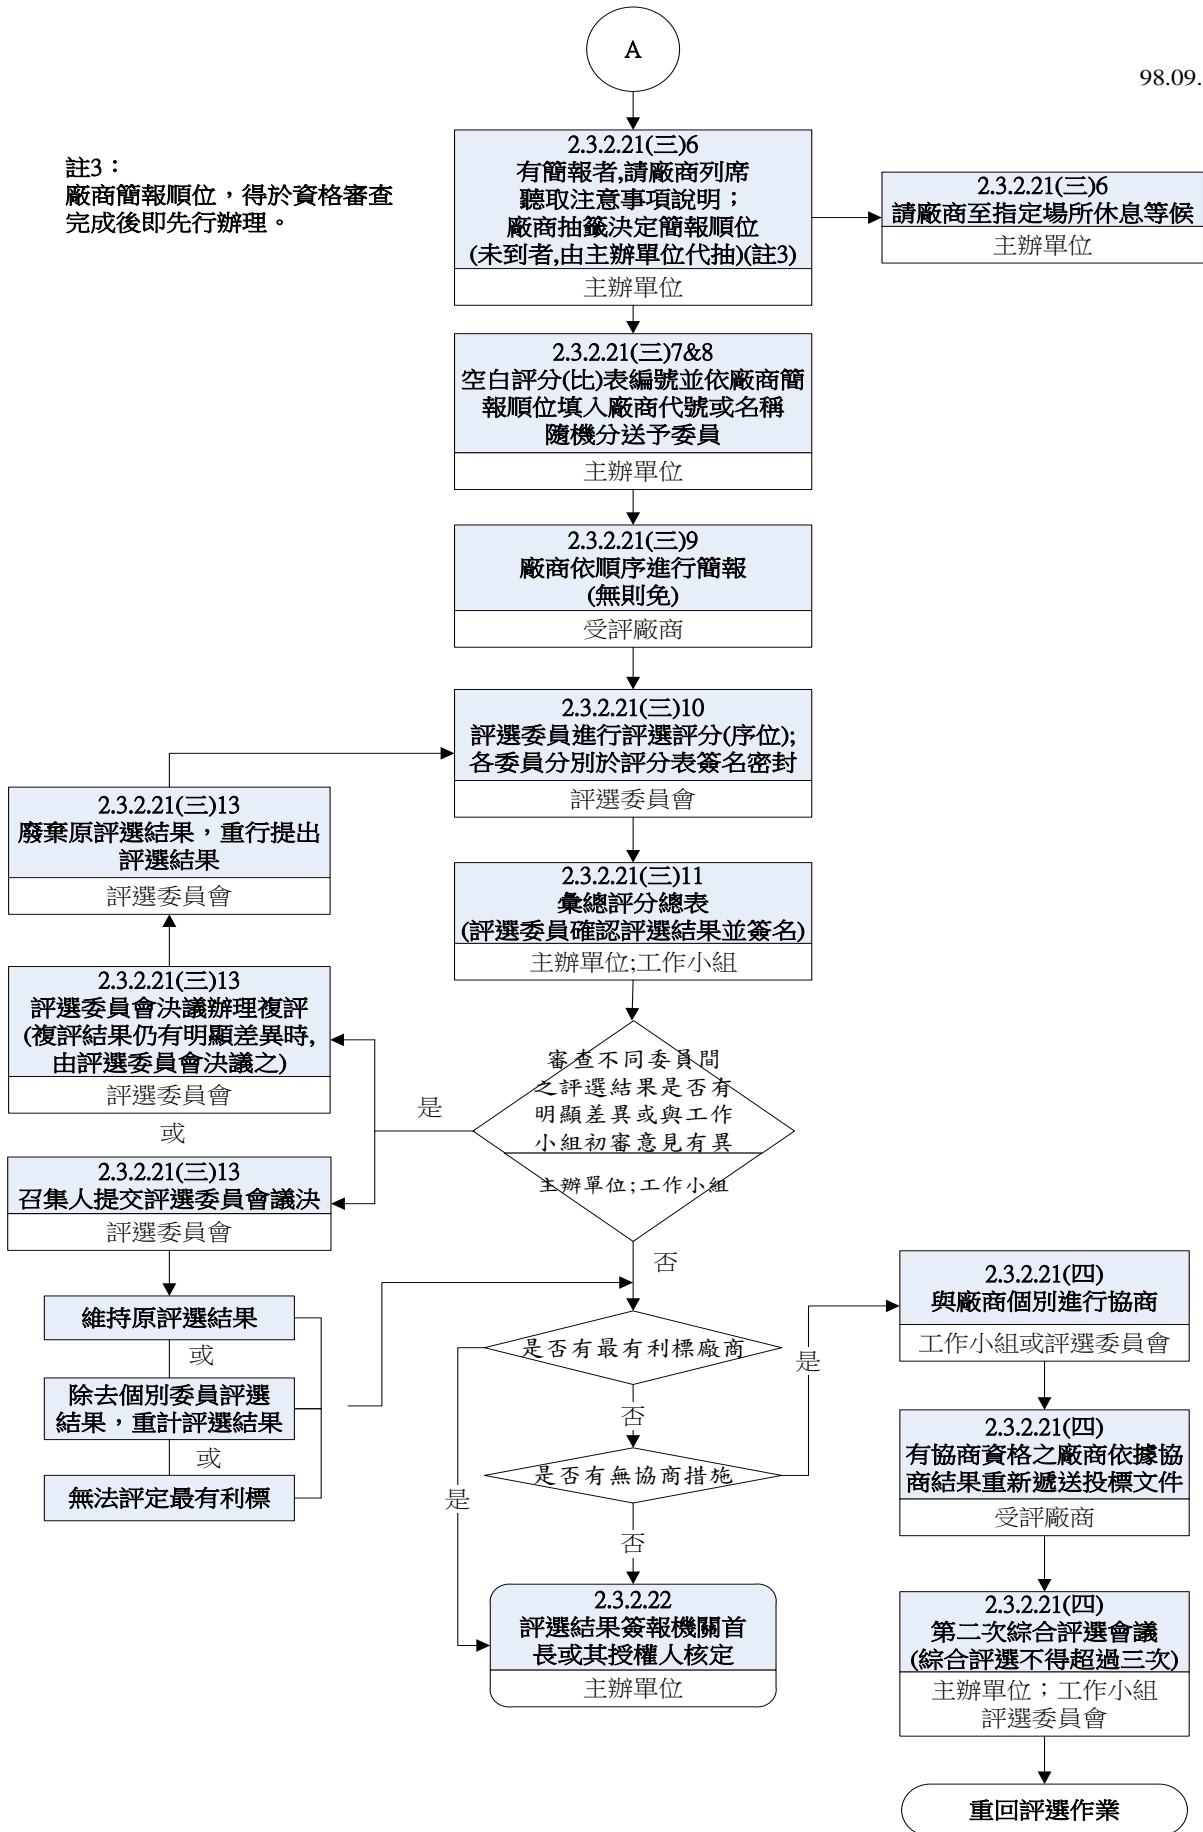 A
98.09.
註3：
廠商簡報順位，得於資格審查
完成後即先行辦理。
2.3.2.21(三)6
有簡報者,請廠商列席
聽取注意事項說明；
廠商抽籤決定簡報順位
(未到者,由主辦單位代抽)(註3)
主辦單位
2.3.2.21(三)6
請廠商至指定場所休息等候
主辦單位
2.3.2.21(三)7&8
空白評分(比)表編號並依廠商簡
報順位填入廠商代號或名稱
隨機分送予委員
主辦單位
2.3.2.21(三)9
廠商依順序進行簡報
(無則免)
受評廠商
2.3.2.21(三)10
評選委員進行評選評分(序位);
各委員分別於評分表簽名密封
評選委員會
2.3.2.21(三)13
廢棄原評選結果，重行提出
評選結果
評選委員會
2.3.2.21(三)11
彙總評分總表
(評選委員確認評選結果並簽名)
主辦單位;工作小組
2.3.2.21(三)13
評選委員會決議辦理複評
(複評結果仍有明顯差異時,
由評選委員會決議之)
評選委員會
或
是
審查不同委員間
之評選結果是否有
明顯差異或與工作
小組初審意見有異
主辦單位;工作小組
2.3.2.21(三)13
召集人提交評選委員會議決
評選委員會
否
維持原評選結果
或
除去個別委員評選
結果，重計評選結果
或
無法評定最有利標
是否有最有利標廠商
是
否
是否有無協商措施
是
否
2.3.2.22
評選結果簽報機關首
長或其授權人核定
主辦單位
2.3.2.21(四)
與廠商個別進行協商
工作小組或評選委員會
2.3.2.21(四)
有協商資格之廠商依據協
商結果重新遞送投標文件
受評廠商
2.3.2.21(四)
第二次綜合評選會議
(綜合評選不得超過三次)
主辦單位；工作小組
評選委員會
重回評選作業